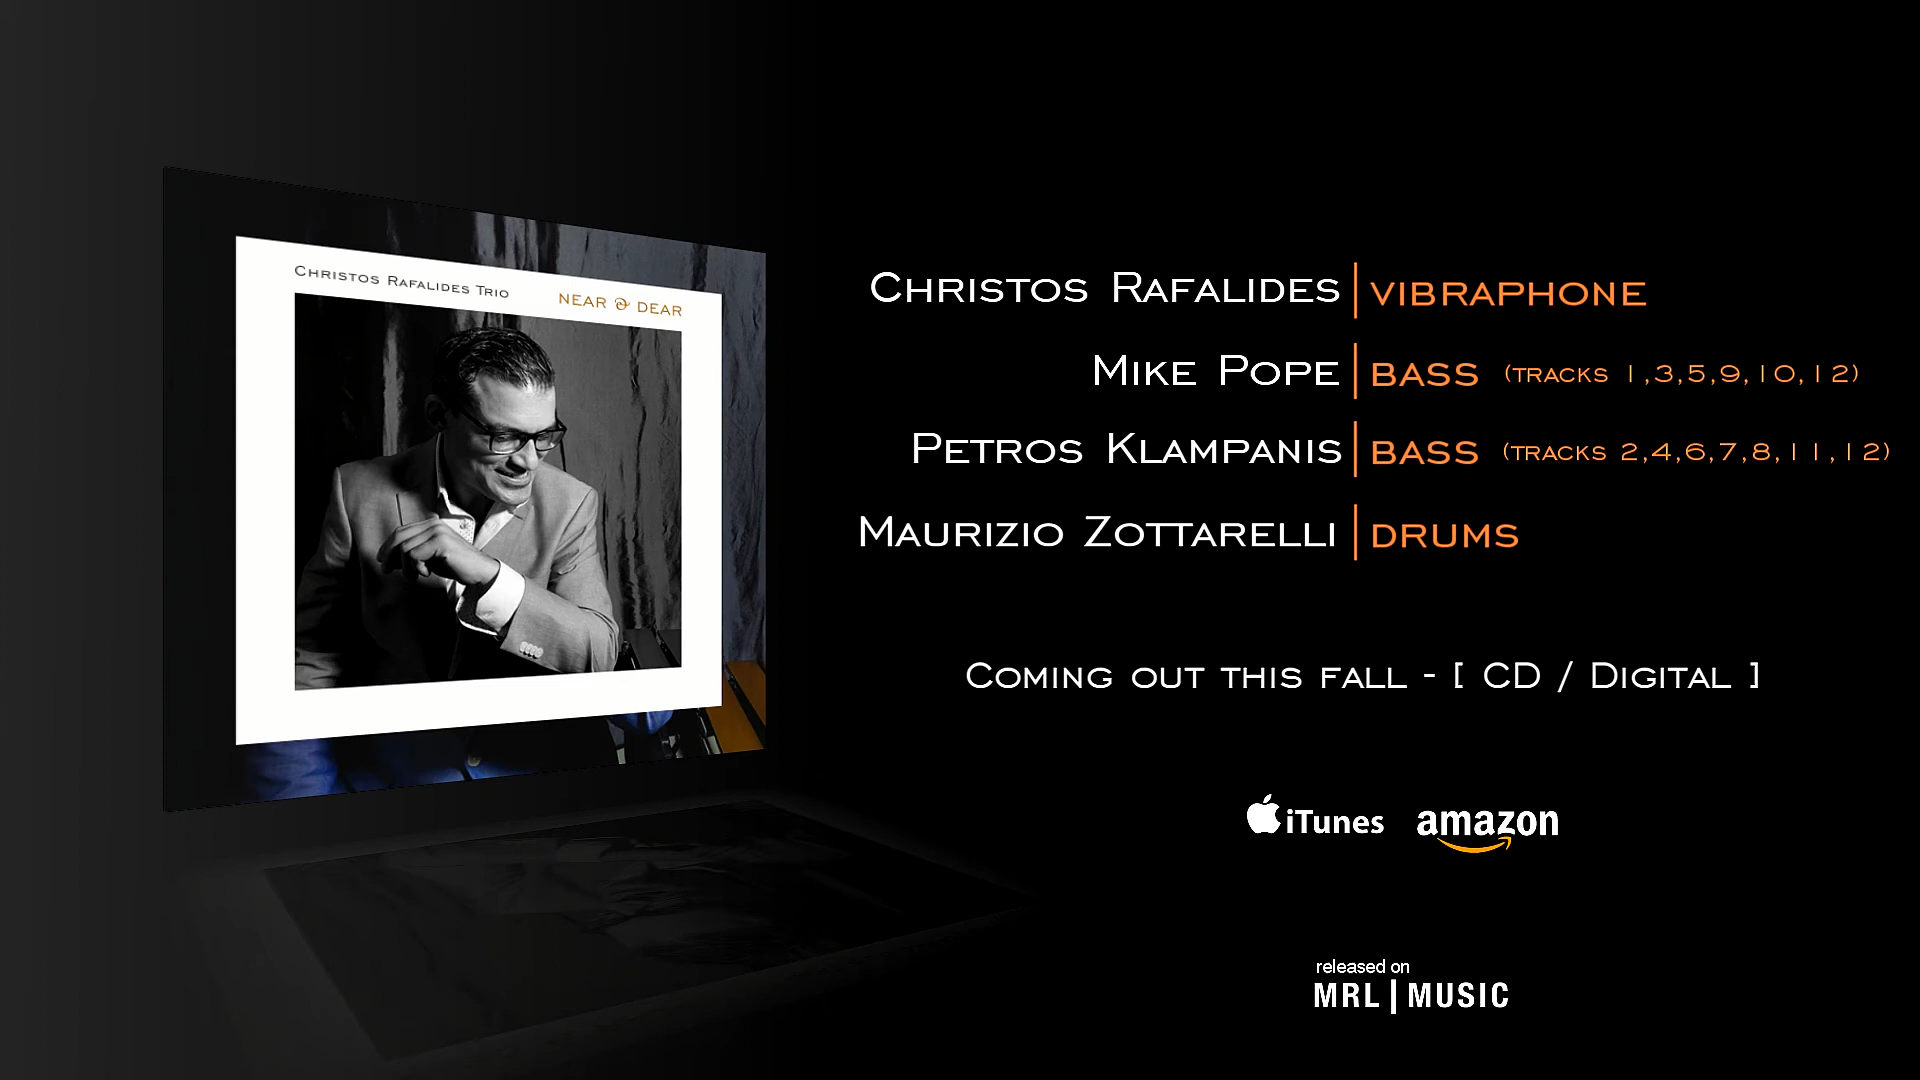 Christos Rafalides Trio
NEAR & DEAR
Christos Rafalides | VIBRAPHONE
Mike Pope | BASS (TRACKS 1,3,5,9,10,12)
Petros Klampanis | BASS (TRACKS 2,4,6,7,8,11,12)
Maurizio Zottarelli | DRUMS
Coming out this fall - [ CD / Digital ]
iTunes amazon
released on
MRL | MUSIC